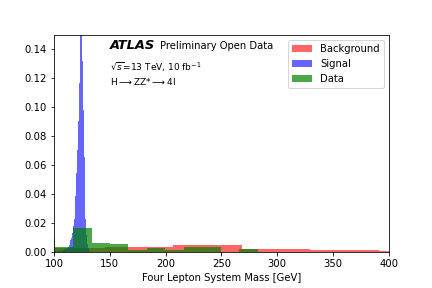 ATLAS Preliminary Open Data
√s=13 TeV, 10 fb⁻¹
H⟶ZZ*⟶4l
Background
Signal
Data
0.14
0.12
0.10
0.08
0.06
0.04
0.02
0.00
100 150 200 250 300 350 400
Four Lepton System Mass [GeV]